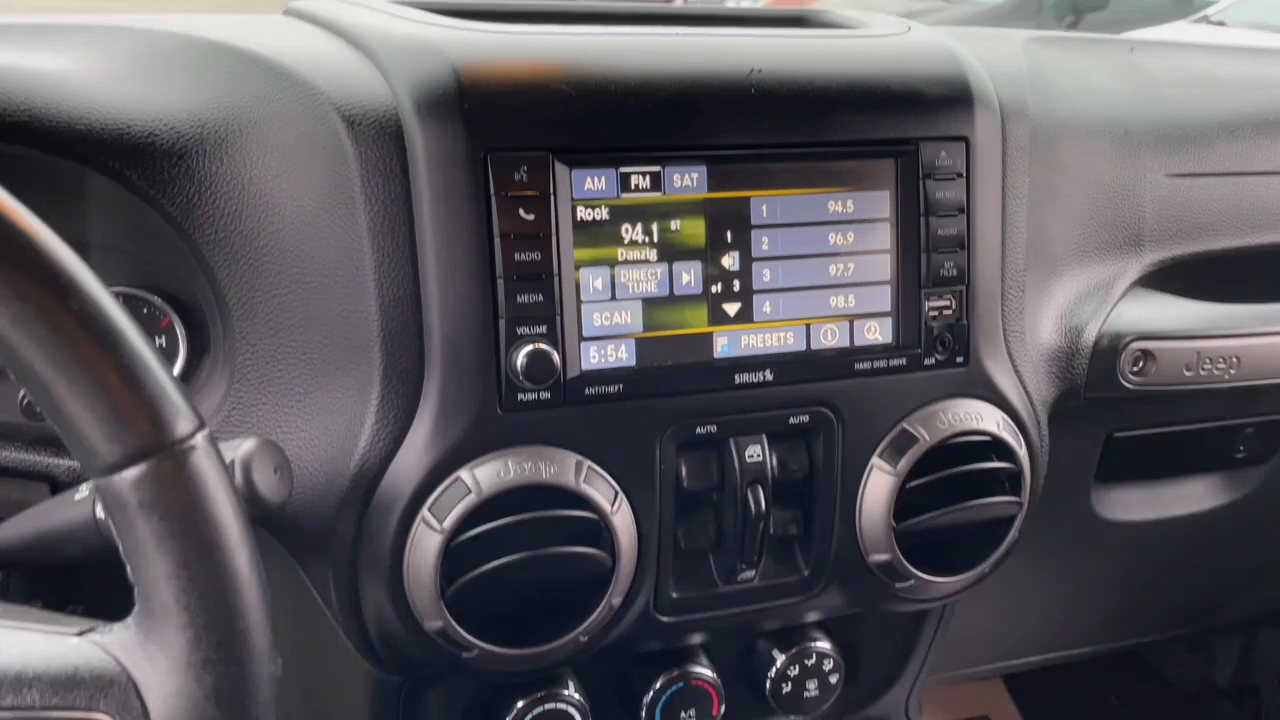 LOAD
MENU
AUDIO
MY
FILES
RADIO
MEDIA
VOLUME
PUSH ON
AM FM SAT
Rock
94.1 ST
Danzig
DIRECT
TUNE
SCAN
5:54
1
of 3
1 94.5
2 96.9
3 97.7
4 98.5
PRESETS
ANTITHEFT
SIRIUS
HARD DISC DRIVE
AUX
Jeep
AUTO
AUTO
Jeep
Jeep
H
A/C
PUSH